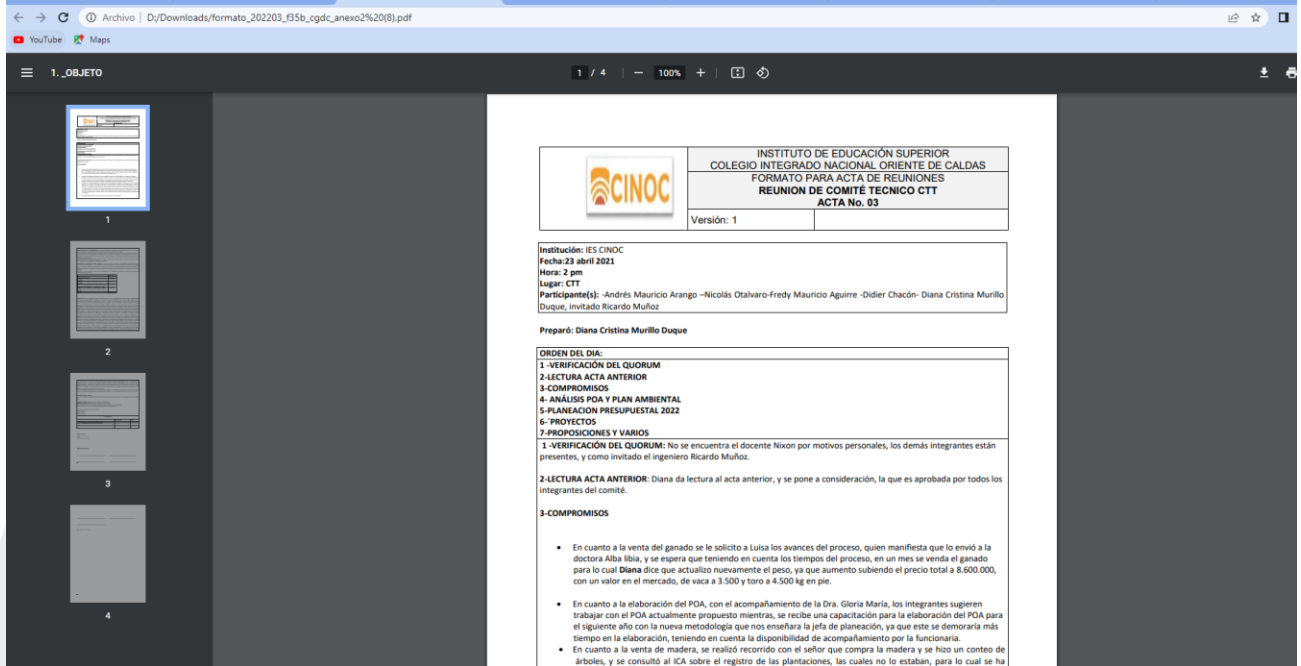 Archivo | D:/Downloads/formato_202203_f35b_cgdc_anexo2%20(8).pdf
YouTube Maps
1._OBJETO
1 / 4 | — 100% + |
1
2
3
4
CINOC
INSTITUTO DE EDUCACIÓN SUPERIOR
COLEGIO INTEGRADO NACIONAL ORIENTE DE CALDAS
FORMATO PARA ACTA DE REUNIONES
REUNION DE COMITÉ TECNICO CTT
ACTA No. 03
Versión: 1
Institución: IES CINOC
Fecha:23 abril 2021
Hora: 2 pm
Lugar: CTT
Participante(s): -Andrés Mauricio Arango –Nicolás Otalvaro-Fredy Mauricio Aguirre -Didier Chacón- Diana Cristina Murillo
Duque, invitado Ricardo Muñoz
Preparó: Diana Cristina Murillo Duque
ORDEN DEL DIA:
1 -VERIFICACIÓN DEL QUORUM
2-LECTURA ACTA ANTERIOR
3-COMPROMISOS
4- ANÁLISIS POA Y PLAN AMBIENTAL
5-PLANEACION PRESUPUESTAL 2022
6-¨PROYECTOS
7-PROPOSICIONES Y VARIOS
1 -VERIFICACIÓN DEL QUORUM: No se encuentra el docente Nixon por motivos personales, los demás integrantes están
presentes, y como invitado el ingeniero Ricardo Muñoz.
2-LECTURA ACTA ANTERIOR: Diana da lectura al acta anterior, y se pone a consideración, la que es aprobada por todos los
integrantes del comité.
3-COMPROMISOS
• En cuanto a la venta del ganado se le solicito a Luisa los avances del proceso, quien manifiesta que lo envió a la
doctora Alba libia, y se espera que teniendo en cuenta los tiempos del proceso, en un mes se venda el ganado
para lo cual Diana dice que actualizo nuevamente el peso, ya que aumento subiendo el precio total a 8.600.000,
con un valor en el mercado, de vaca a 3.500 y toro a 4.500 kg en pie.
• En cuanto a la elaboración del POA, con el acompañamiento de la Dra. Gloria María, los integrantes sugieren
trabajar con el POA actualmente propuesto mientras, se recibe una capacitación para la elaboración del POA para
el siguiente año con la nueva metodología que nos enseñara la jefa de planeación, ya que este se demoraría más
tiempo en la elaboración, teniendo en cuenta la disponibilidad de acompañamiento por la funcionaria.
• En cuanto a la venta de madera, se realizó recorrido con el señor que compra la madera y se hizo un conteo de
árboles, y se consultó al ICA sobre el registro de las plantaciones, las cuales no lo estaban, para lo cual se ha